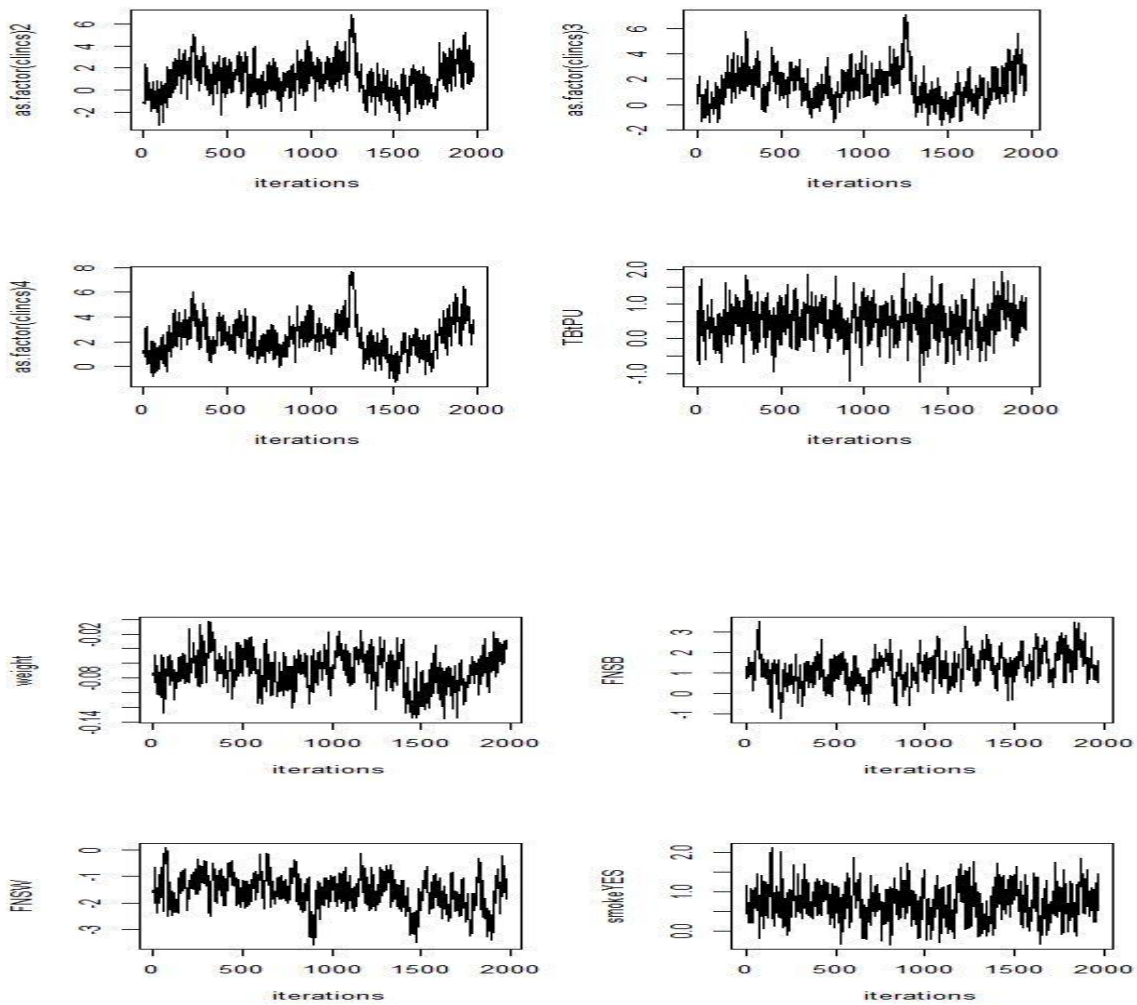 as.factor(clincs)2
-2 0 2 4 6
0 500 1000 1500 2000
iterations
as.factor(clincs)3
-2 0 2 4 6
0 500 1000 1500 2000
iterations
as.factor(clincs)4
0 2 4 6 8
0 500 1000 1500 2000
iterations
TBtPU
-1.0 0.0 1.0 2.0
0 500 1000 1500 2000
iterations
weight
-0.14 -0.08 -0.02
0 500 1000 1500 2000
iterations
FNSB
-1 0 1 2 3
0 500 1000 1500 2000
iterations
FNSW
-3 -2 -1 0
0 500 1000 1500 2000
iterations
smokeYES
0.0 1.0 2.0
0 500 1000 1500 2000
iterations